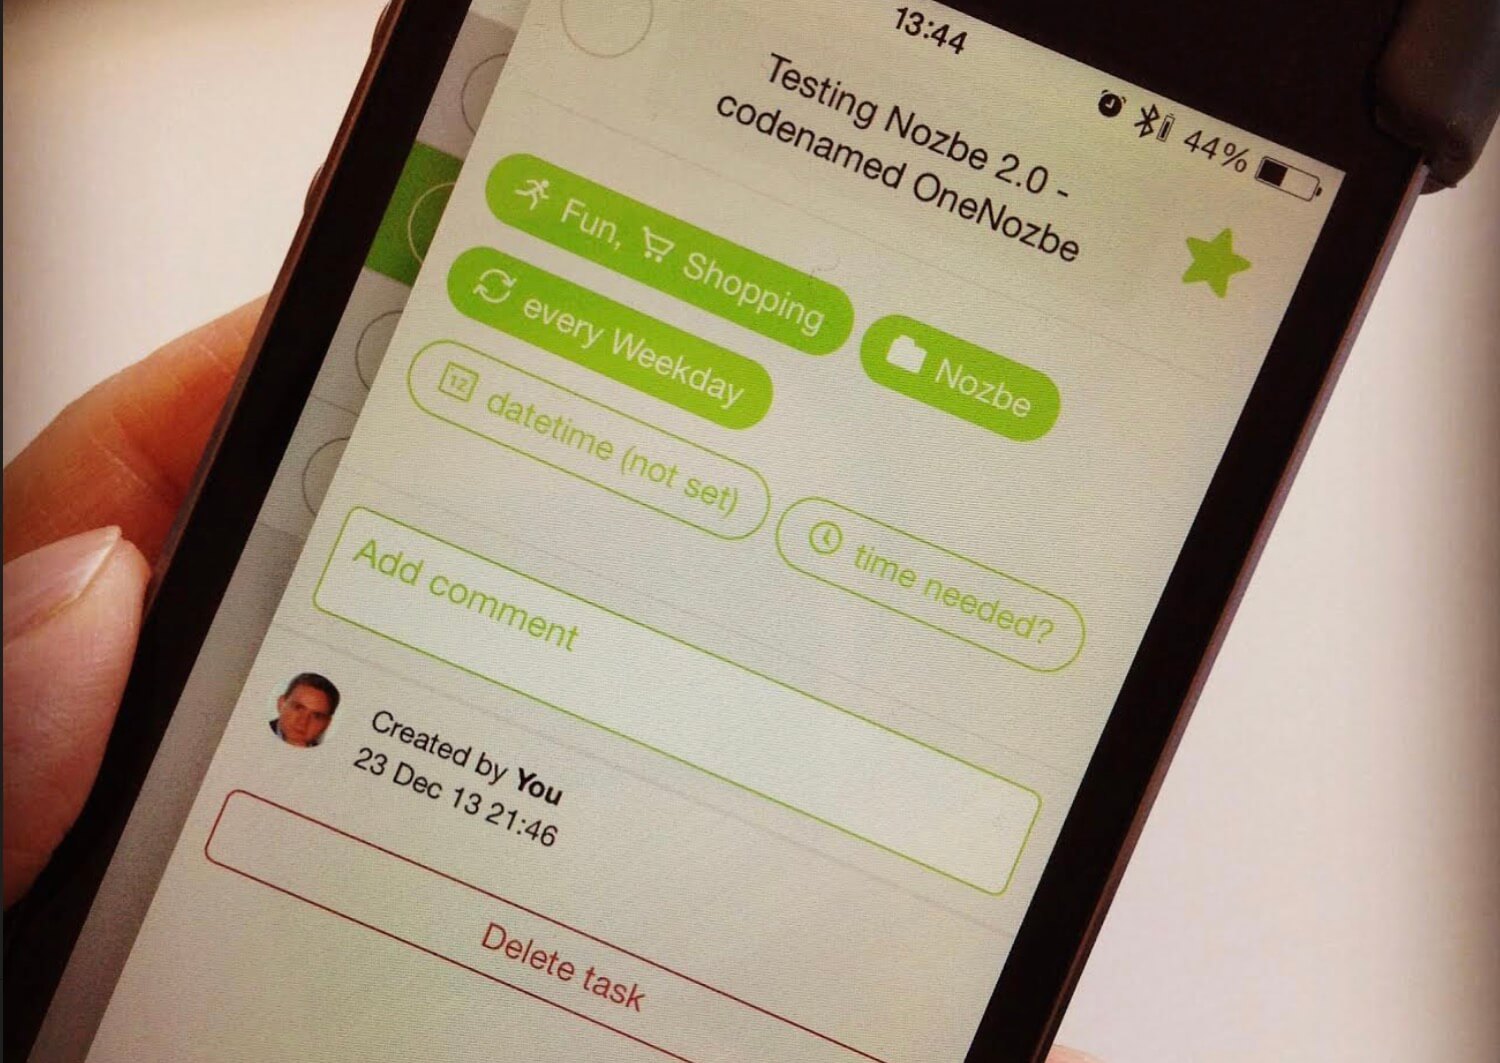 13:44
44%
Testing Nozbe 2.0 -
codenamed OneNozbe
Fun, Shopping
Nozbe
every Weekday
12
datetime (not set)
time needed?
Add comment
Created by You
23 Dec 13 21:46
Delete task